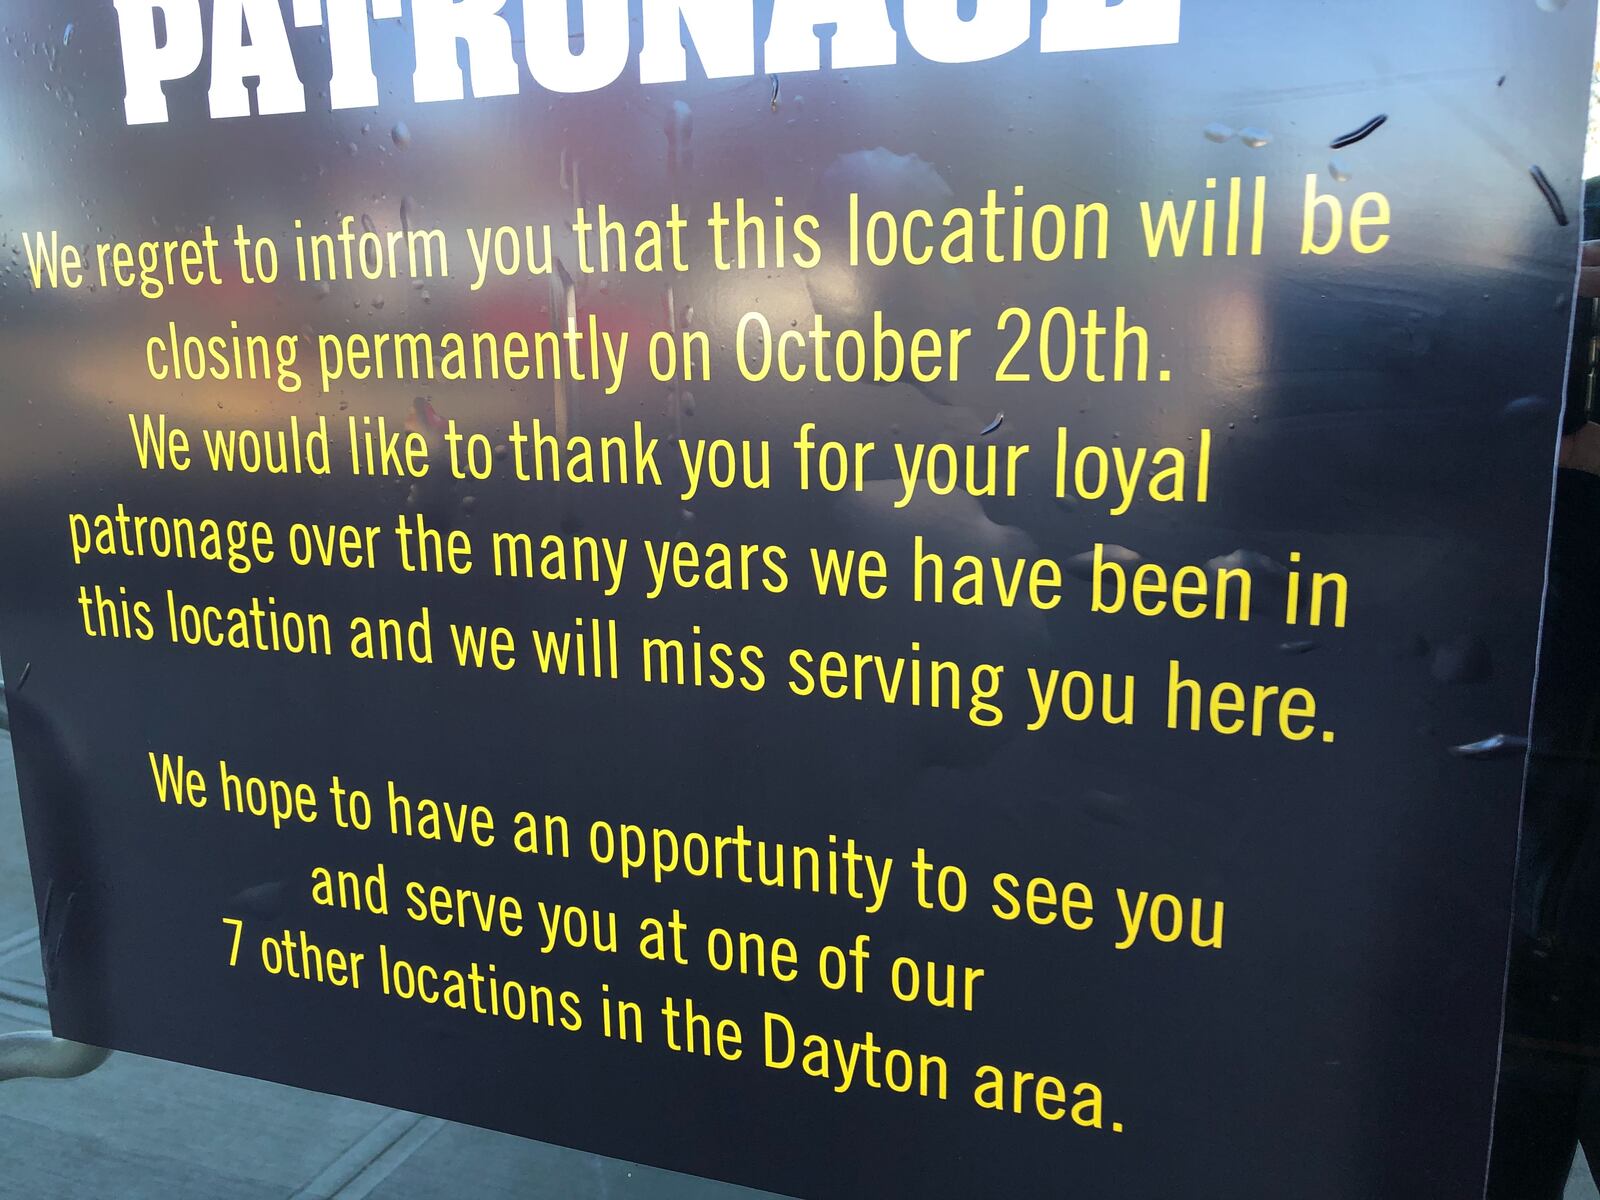 PATRONAGE
We regret to inform you that this location will be
closing permanently on October 20th.
We would like to thank you for your loyal
patronage over the many years we have been in
this location and we will miss serving you here.
We hope to have an opportunity to see you
and serve you at one of our
7 other locations in the Dayton area.